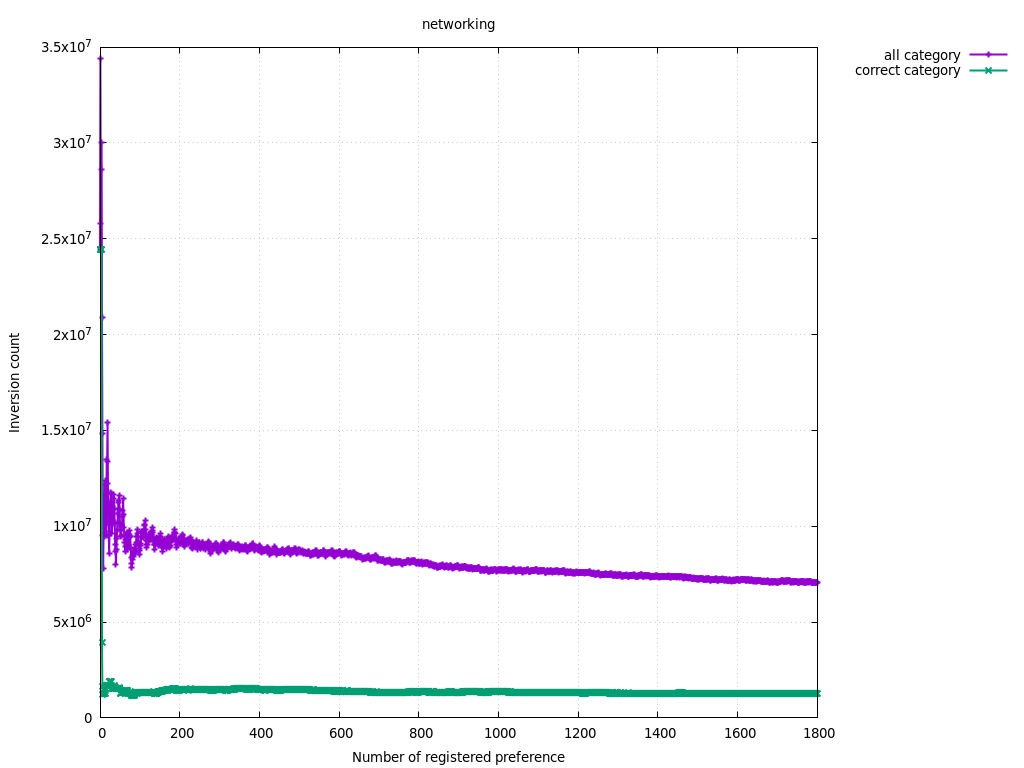 networking
all category
correct category
3.5x10^7
3x10^7
2.5x10^7
2x10^7
1.5x10^7
1x10^7
5x10^6
0
Inversion count
0 200 400 600 800 1000 1200 1400 1600 1800
Number of registered preference